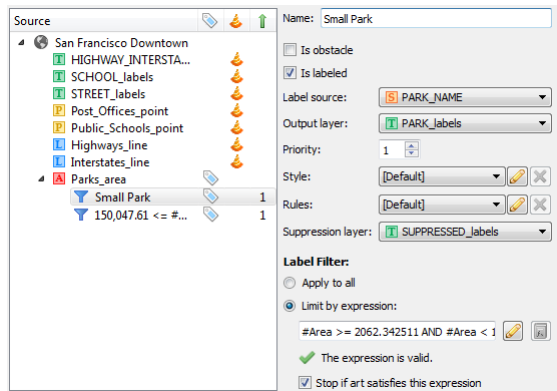 Source
San Francisco Downtown
T HIGHWAY_INTERSTA...
T SCHOOL_labels
T STREET_labels
P Post_Offices_point
P Public_Schools_point
L Highways_line
L Interstates_line
A Parks_area
Small Park 1
150,047.61 <= #... 1
Name: Small Park
Is obstacle
Is labeled
Label source: S PARK_NAME
Output layer: T PARK_labels
Priority: 1
Style: [Default]
Rules: [Default]
Suppression layer: T SUPPRESSED_labels
Label Filter:
Apply to all
Limit by expression:
#Area >= 2062.342511 AND #Area < 1
The expression is valid.
Stop if art satisfies this expression